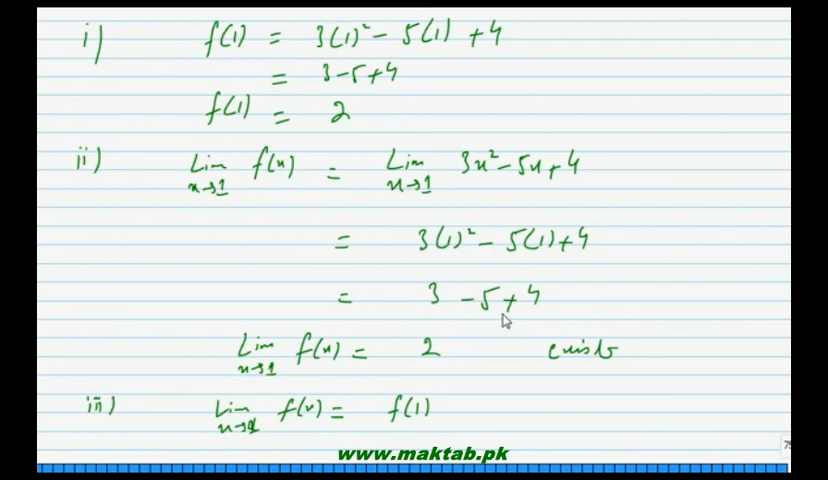 i) f(1) = 3(1)² - 5(1) + 4
= 3-5+4
f(1) = 2
ii) Lim x→1 f(x) = Lim x→1 3x² - 5x + 4
= 3(1)² - 5(1) + 4
= 3 - 5 + 4
Lim x→1 f(x) = 2 exists
iii) Lim x→1 f(x) = f(1)
www.maktab.pk